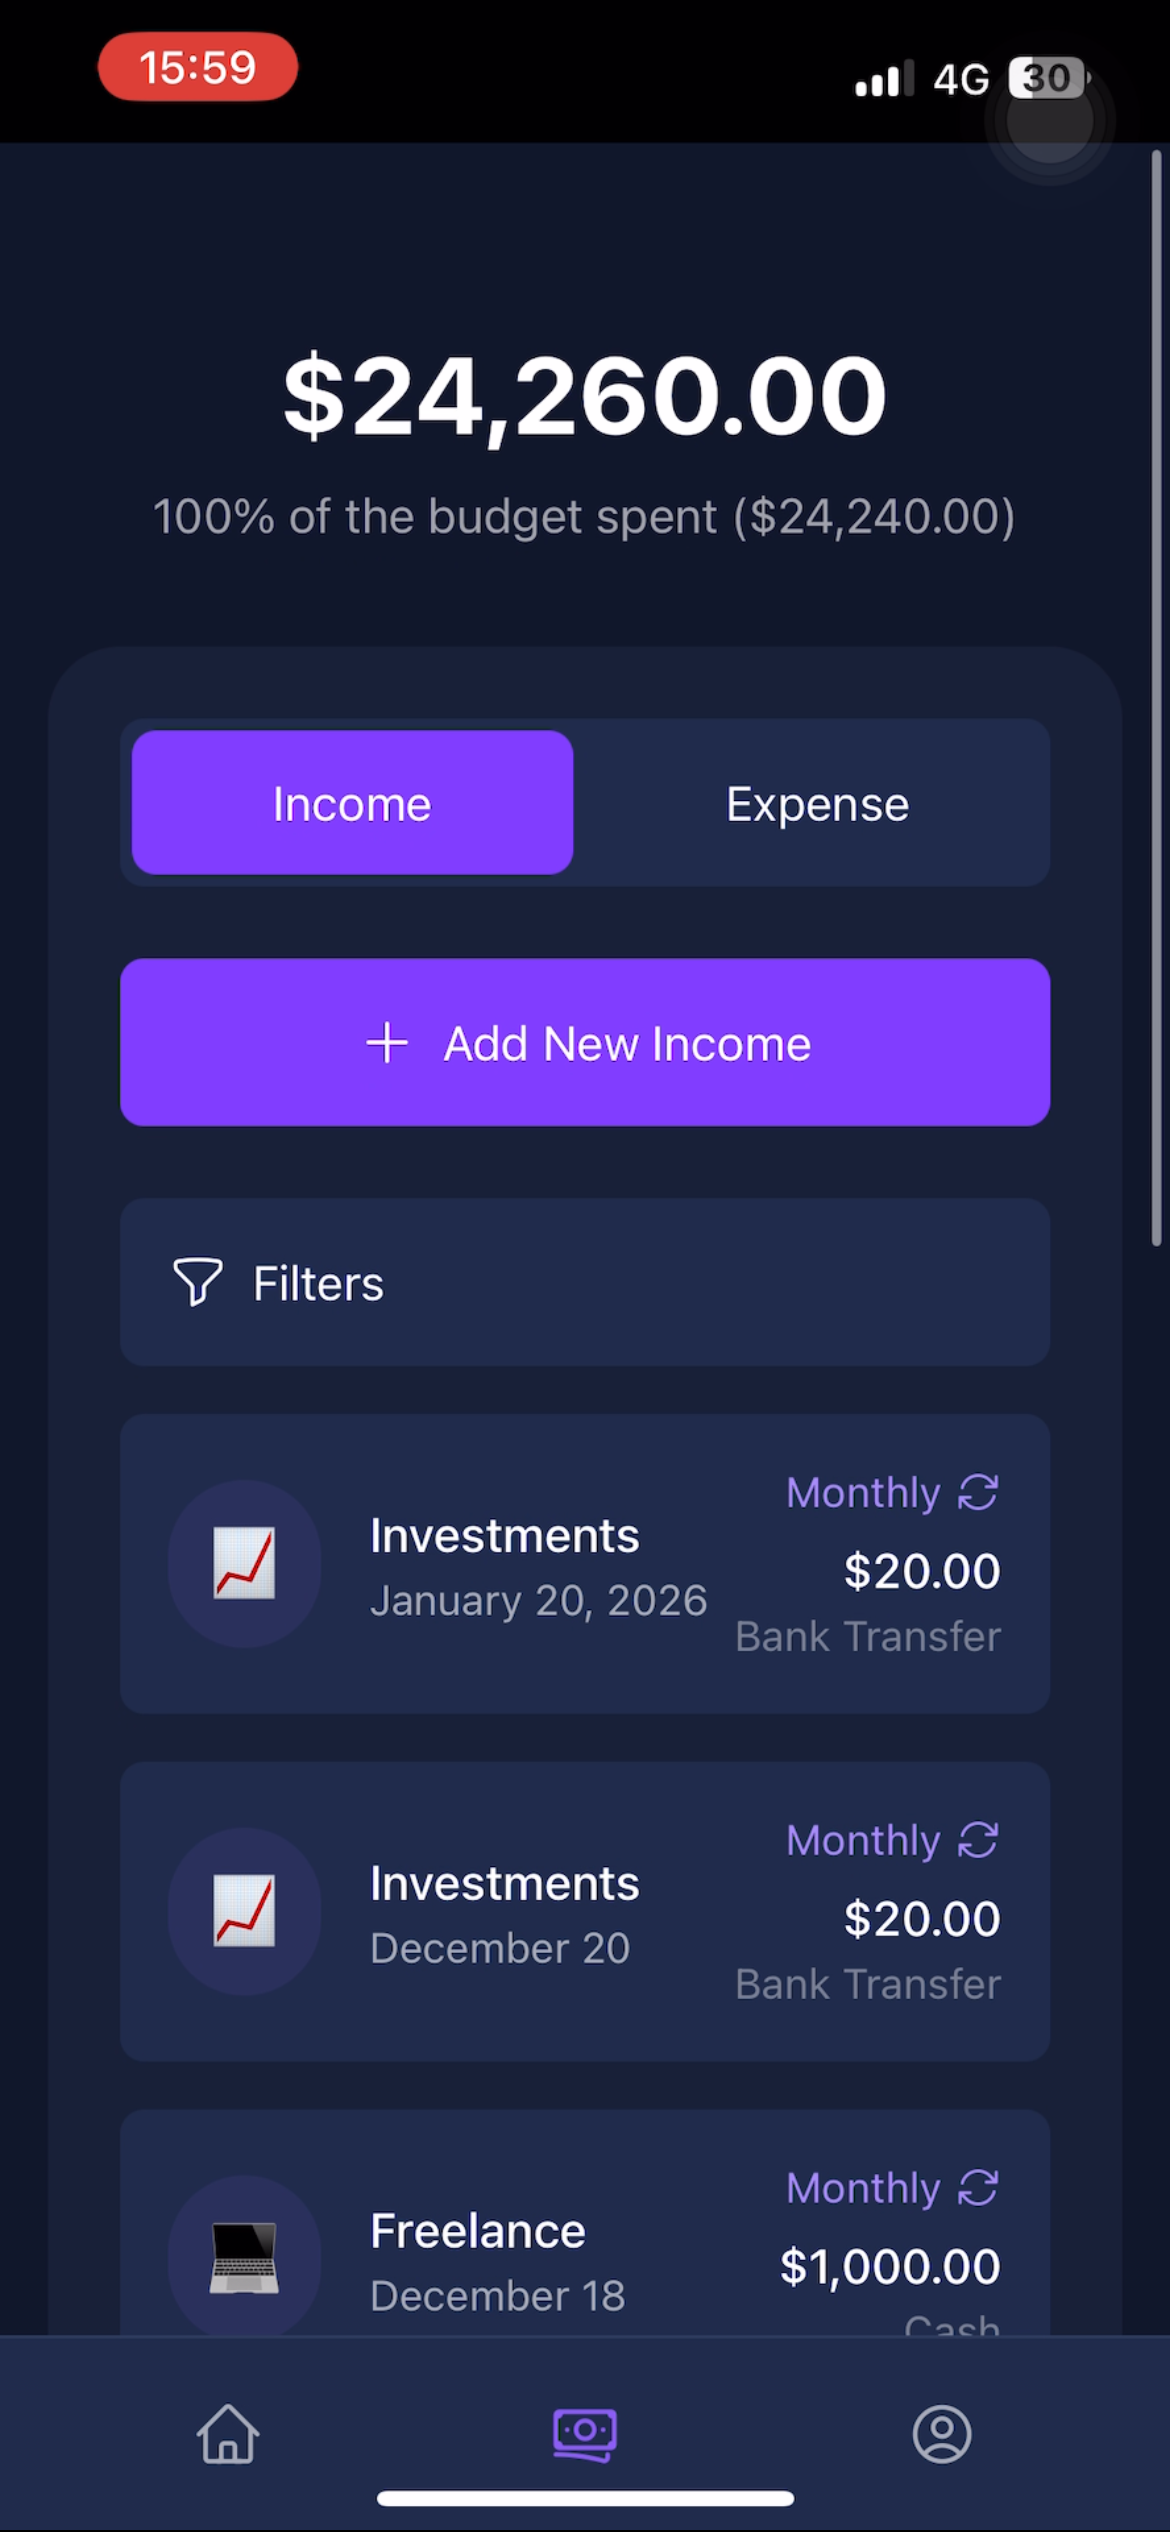 15:59
4G 30
$24,260.00
100% of the budget spent ($24,240.00)
Income Expense
Add New Income
Filters
Monthly
Investments
$20.00
January 20, 2026
Bank Transfer
Monthly
Investments
$20.00
December 20
Bank Transfer
Monthly
Freelance
$1,000.00
December 18
Cash